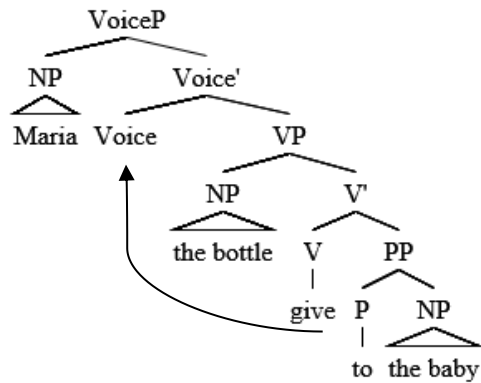 VoiceP
NP Voice'
Maria Voice VP
NP V'
the bottle V PP
give P NP
to the baby